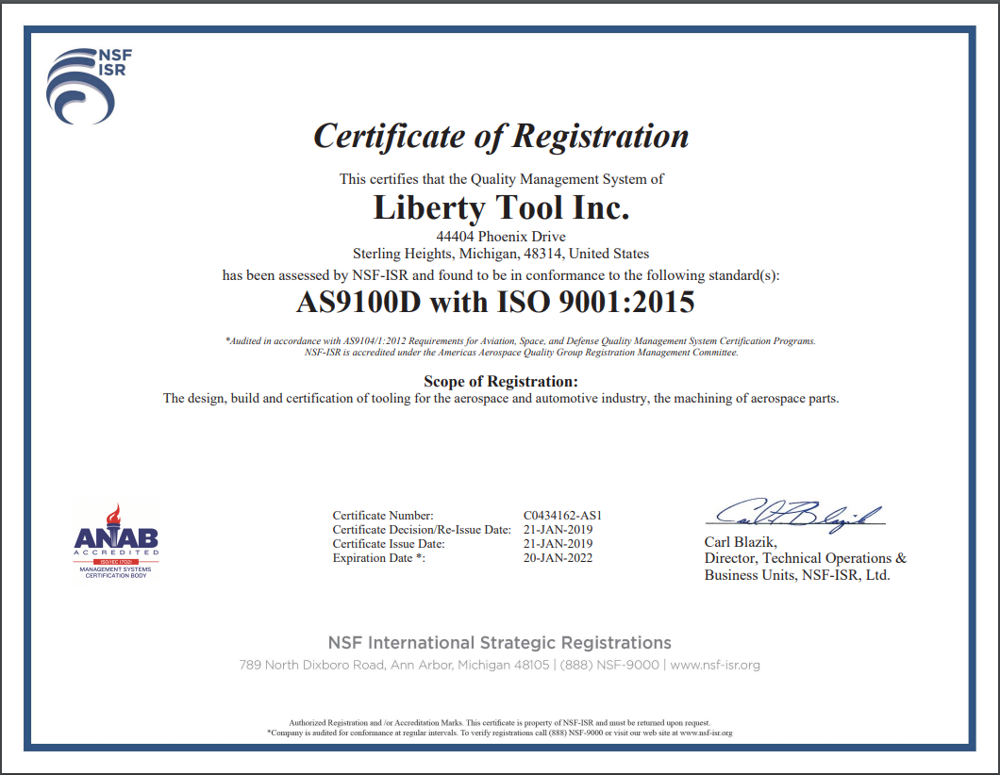 NSF
ISR
Certificate of Registration
This certifies that the Quality Management System of
Liberty Tool Inc.
44404 Phoenix Drive
Sterling Heights, Michigan, 48314, United States
has been assessed by NSF-ISR and found to be in conformance to the following standard(s):
AS9100D with ISO 9001:2015
*Audited in accordance with AS9104/1:2012 Requirements for Aviation, Space, and Defense Quality Management System Certification Programs.
NSF-ISR is accredited under the Americas Aerospace Quality Group Registration Management Committee.
Scope of Registration:
The design, build and certification of tooling for the aerospace and automotive industry, the machining of aerospace parts.
ANAB
ACCREDITED
ISO/IEC 17021
MANAGEMENT SYSTEMS
CERTIFICATION BODY
Certificate Number: C0434162-AS1
Certificate Decision/Re-Issue Date: 21-JAN-2019
Certificate Issue Date: 21-JAN-2019
Expiration Date *: 20-JAN-2022
Carl Blazik
Carl Blazik,
Director, Technical Operations &
Business Units, NSF-ISR, Ltd.
NSF International Strategic Registrations
789 North Dixboro Road, Ann Arbor, Michigan 48105 | (888) NSF-9000 | www.nsf-isr.org
Authorized Registration and /or Accreditation Marks. This certificate is property of NSF-ISR and must be returned upon request.
*Company is audited for conformance at regular intervals. To verify registrations call (888) NSF-9000 or visit our web site at www.nsf-isr.org